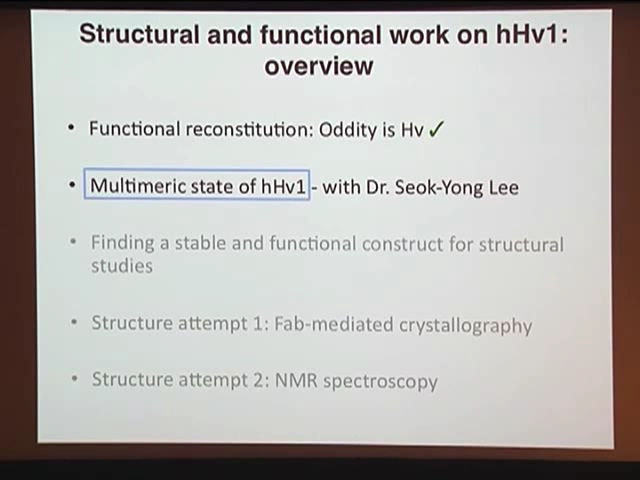 Structural and functional work on hHv1:
overview
• Functional reconstitution: Oddity is Hv ✓
• Multimeric state of hHv1 - with Dr. Seok-Yong Lee
• Finding a stable and functional construct for structural
studies
• Structure attempt 1: Fab-mediated crystallography
• Structure attempt 2: NMR spectroscopy